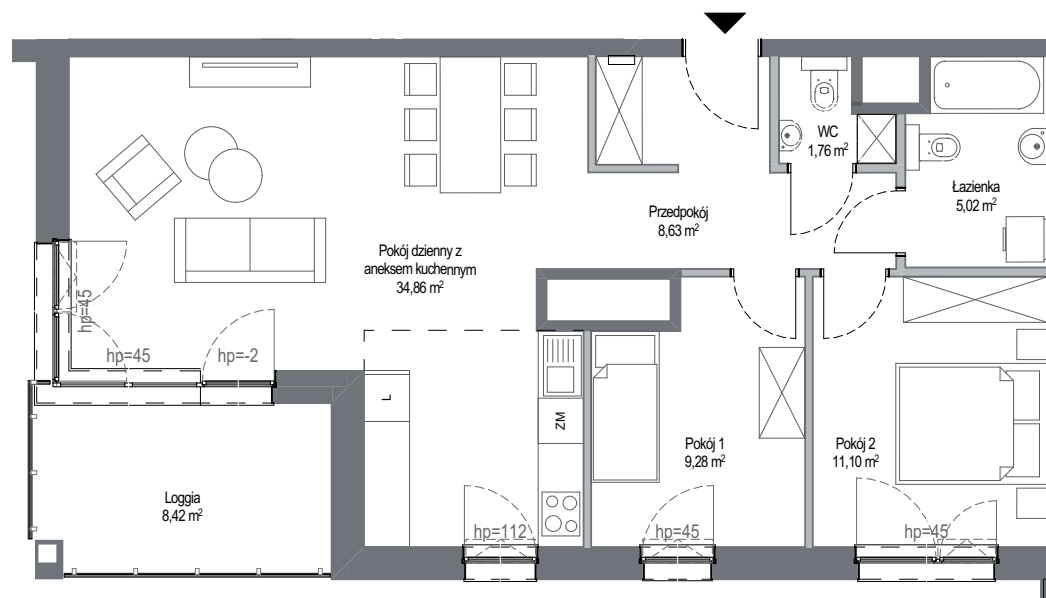 WC
1,76 m²
Łazienka
5,02 m²
Przedpokój
8,63 m²
Pokój dzienny z
aneksem kuchennym
34,86 m²
hp=45
hp=45
hp=-2
L
ZM
Pokój 1
9,28 m²
Pokój 2
11,10 m²
Loggia
8,42 m²
hp=112
hp=45
hp=45